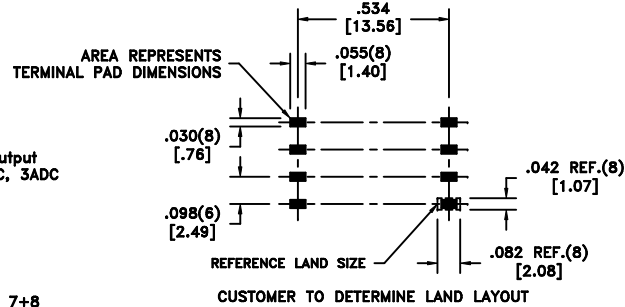 .534
[13.56]
AREA REPRESENTS
TERMINAL PAD DIMENSIONS
.055(8)
[1.40]
.030(8)
[.76]
utput
C, 3ADC
.042 REF.(8)
[1.07]
.098(6)
[2.49]
REFERENCE LAND SIZE
.082 REF.(8)
[2.08]
7+8
CUSTOMER TO DETERMINE LAND LAYOUT